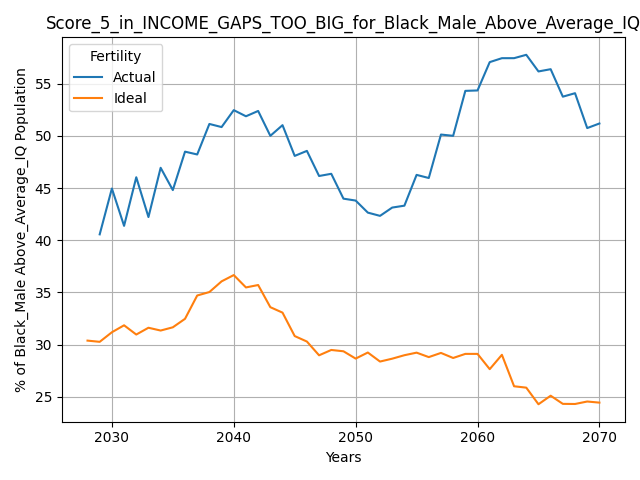 Score_5_in_INCOME_GAPS_TOO_BIG_for_Black_Male_Above_Average_IQ
Fertility
Actual
Ideal
% of Black_Male Above_Average_IQ Population
55
50
45
40
35
30
25
2030
2040
2050
2060
2070
Years